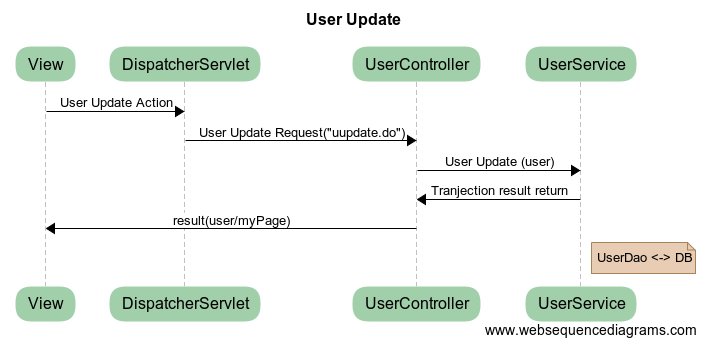 User Update
View DispatcherServlet UserController UserService
User Update Action
User Update Request("uupdate.do")
User Update (user)
Tranjection result return
result(user/myPage)
UserDao <-> DB
View DispatcherServlet UserController UserService
www.websequencediagrams.com